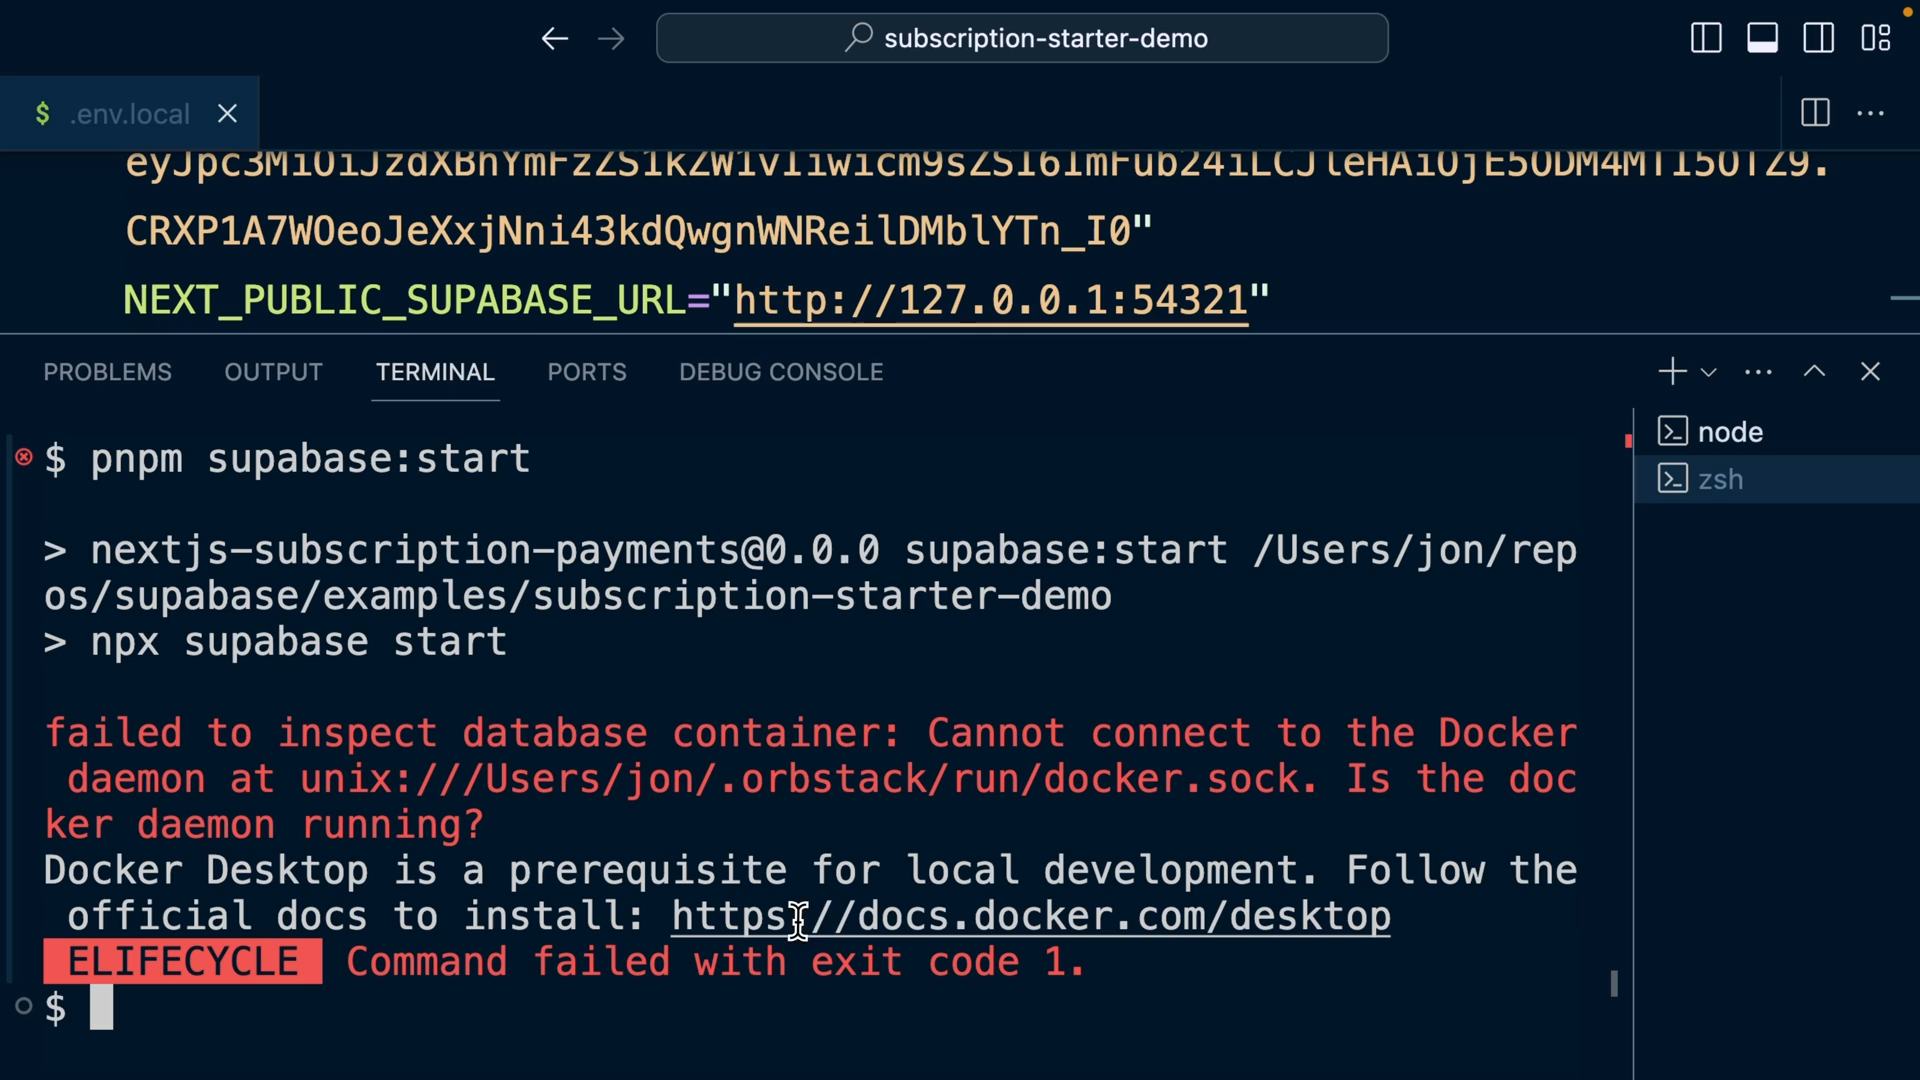 subscription-starter-demo
$ .env.local
CRXP1A7WOeoJeXxjNni43kdQwgnWNReilDMblYTn_I0"
NEXT_PUBLIC_SUPABASE_URL="http://127.0.0.1:54321"
PROBLEMS OUTPUT TERMINAL PORTS DEBUG CONSOLE
node
zsh
$ pnpm supabase:start
> nextjs-subscription-payments@0.0.0 supabase:start /Users/jon/rep
os/supabase/examples/subscription-starter-demo
> npx supabase start
failed to inspect database container: Cannot connect to the Docker
daemon at unix:///Users/jon/.orbstack/run/docker.sock. Is the doc
ker daemon running?
Docker Desktop is a prerequisite for local development. Follow the
official docs to install: https://docs.docker.com/desktop
ELIFECYCLE Command failed with exit code 1.
$